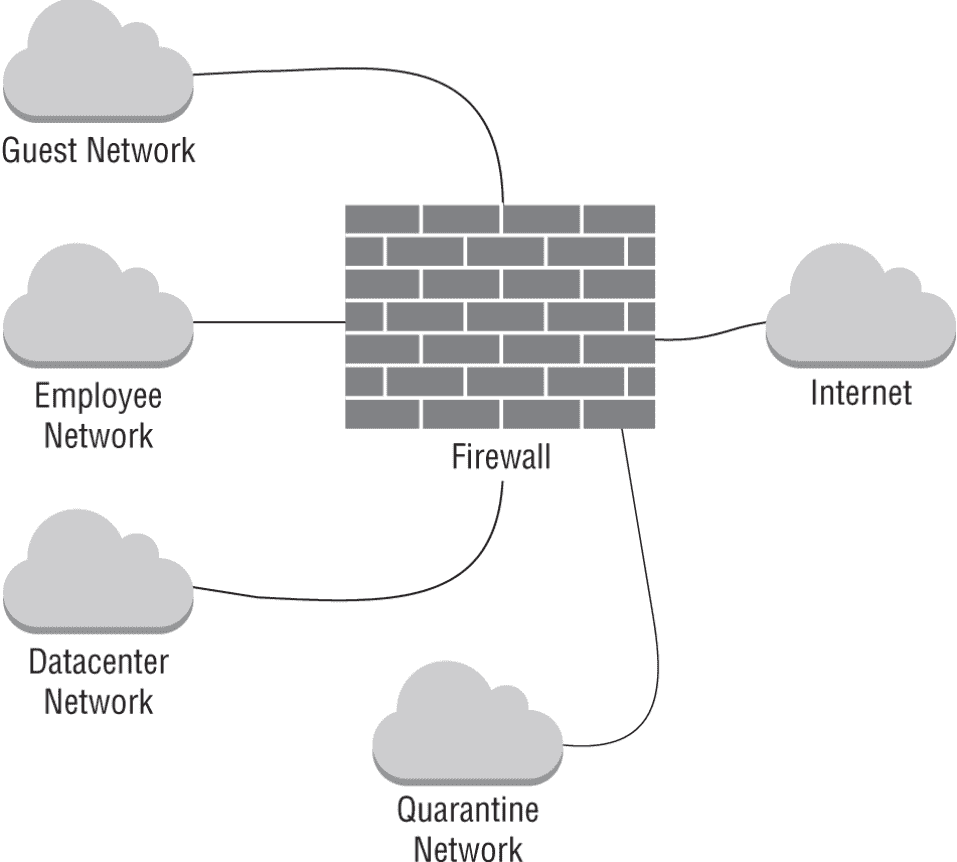 Guest Network
Employee
Network
Firewall
Internet
Datacenter
Network
Quarantine
Network